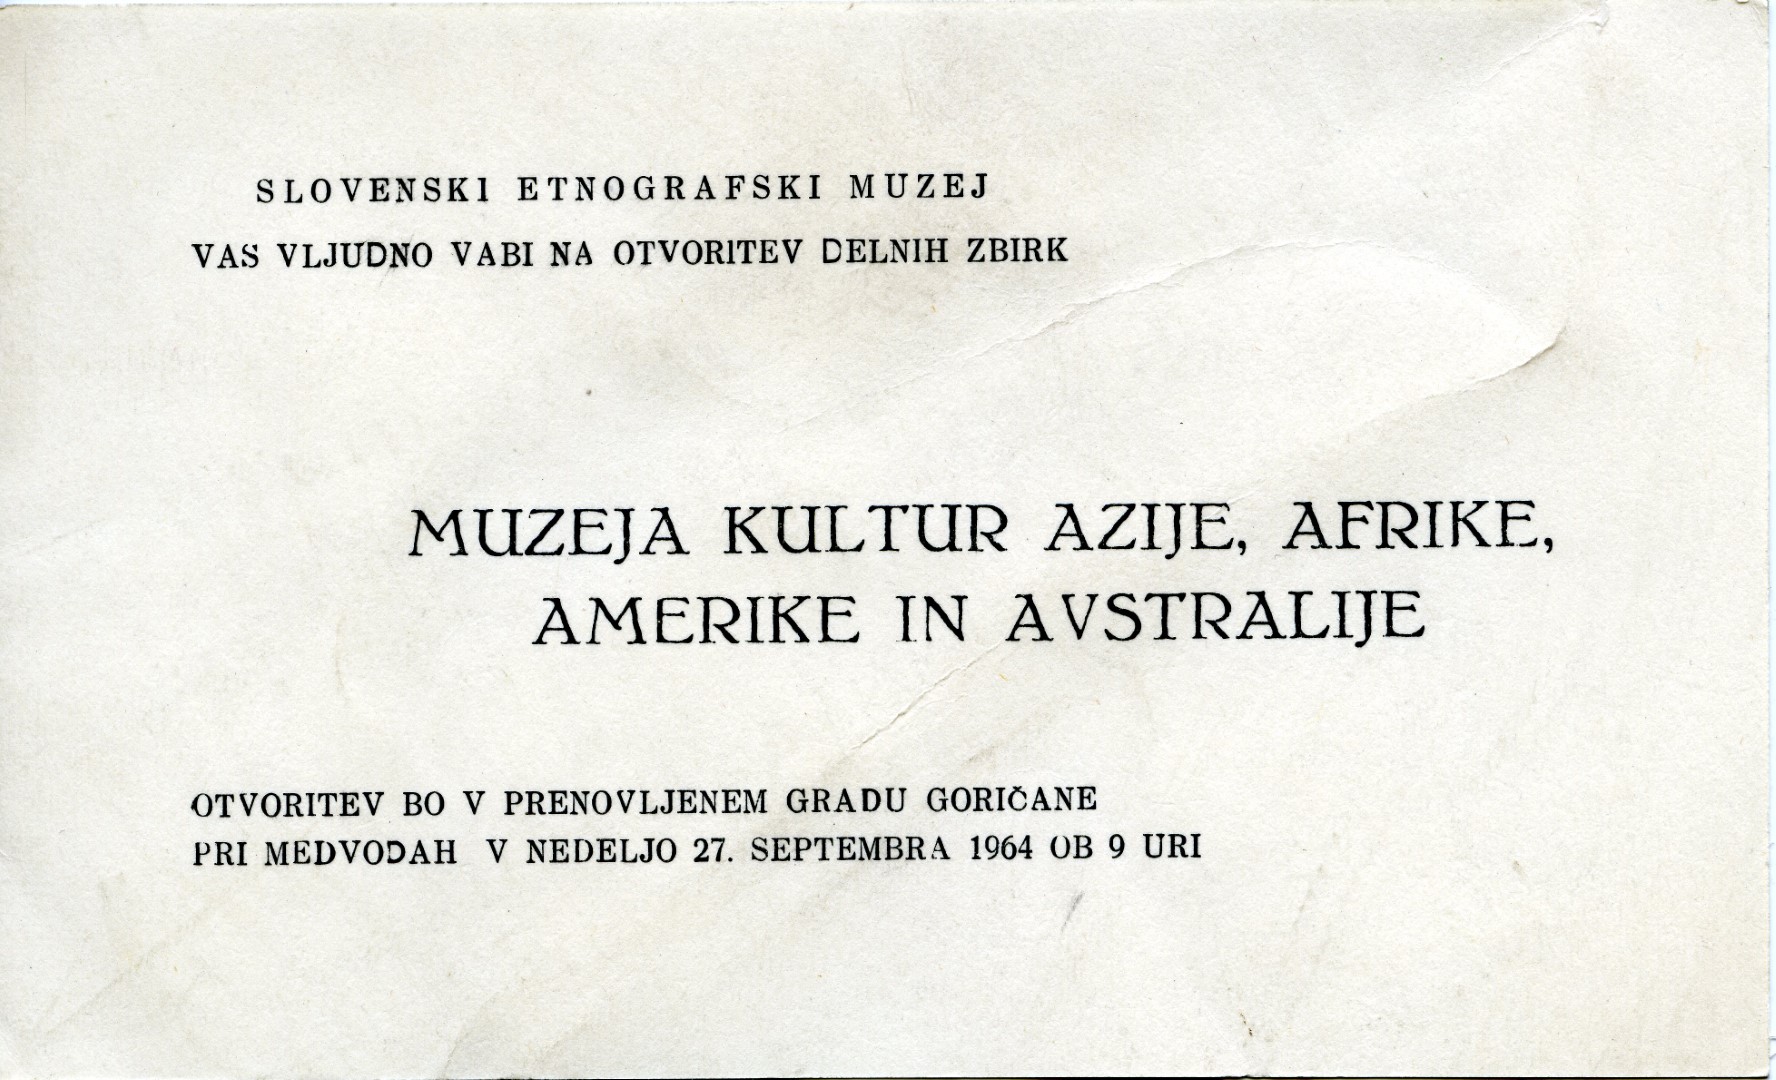 SLOVENSKI ETNOGRAFSKI MUZEJ
VAS VLJUDNO VABI NA OTVORITEV DELNIH ZBIRK
MUZEJA KULTUR AZIJE, AFRIKE,
AMERIKE IN AVSTRALIJE
OTVORITEV BO V PRENOVLJENEM GRADU GORIČANE
PRI MEDVODAH V NEDELJO 27. SEPTEMBRA 1964 OB 9 URI